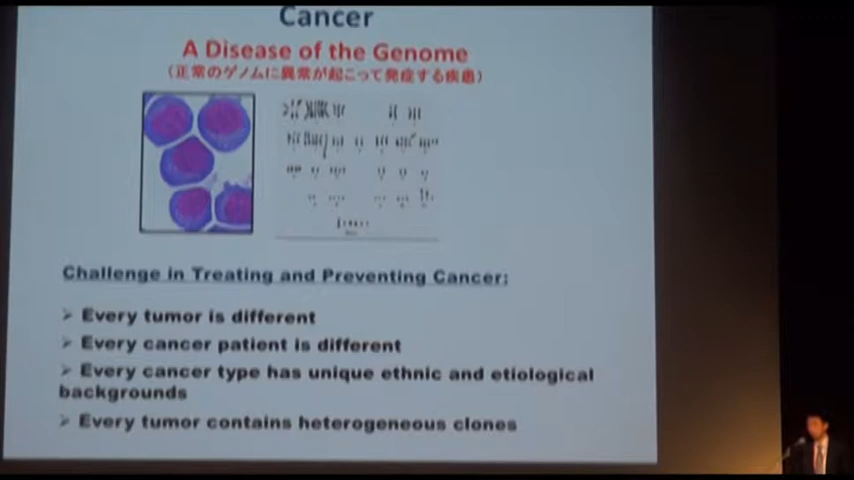 Cancer
A Disease of the Genome
(正常のゲノムに異常が起こって発症する疾患)
Challenge in Treating and Preventing Cancer:
➢ Every tumor is different
➢ Every cancer patient is different
➢ Every cancer type has unique ethnic and etiological
backgrounds
➢ Every tumor contains heterogeneous clones